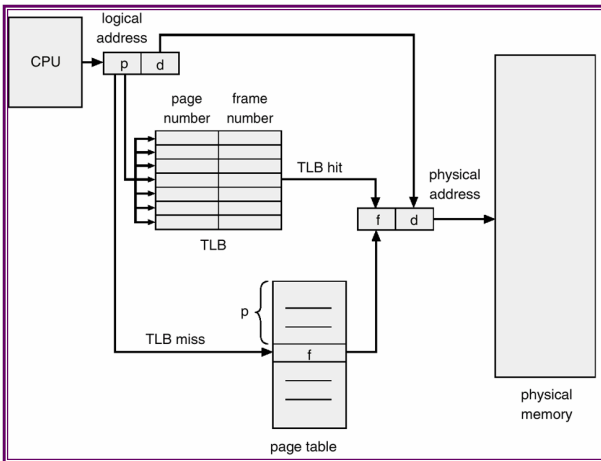 logical
address
CPU
p
d
page
number
frame
number
TLB hit
TLB
physical
address
f
d
p
TLB miss
f
page table
physical
memory